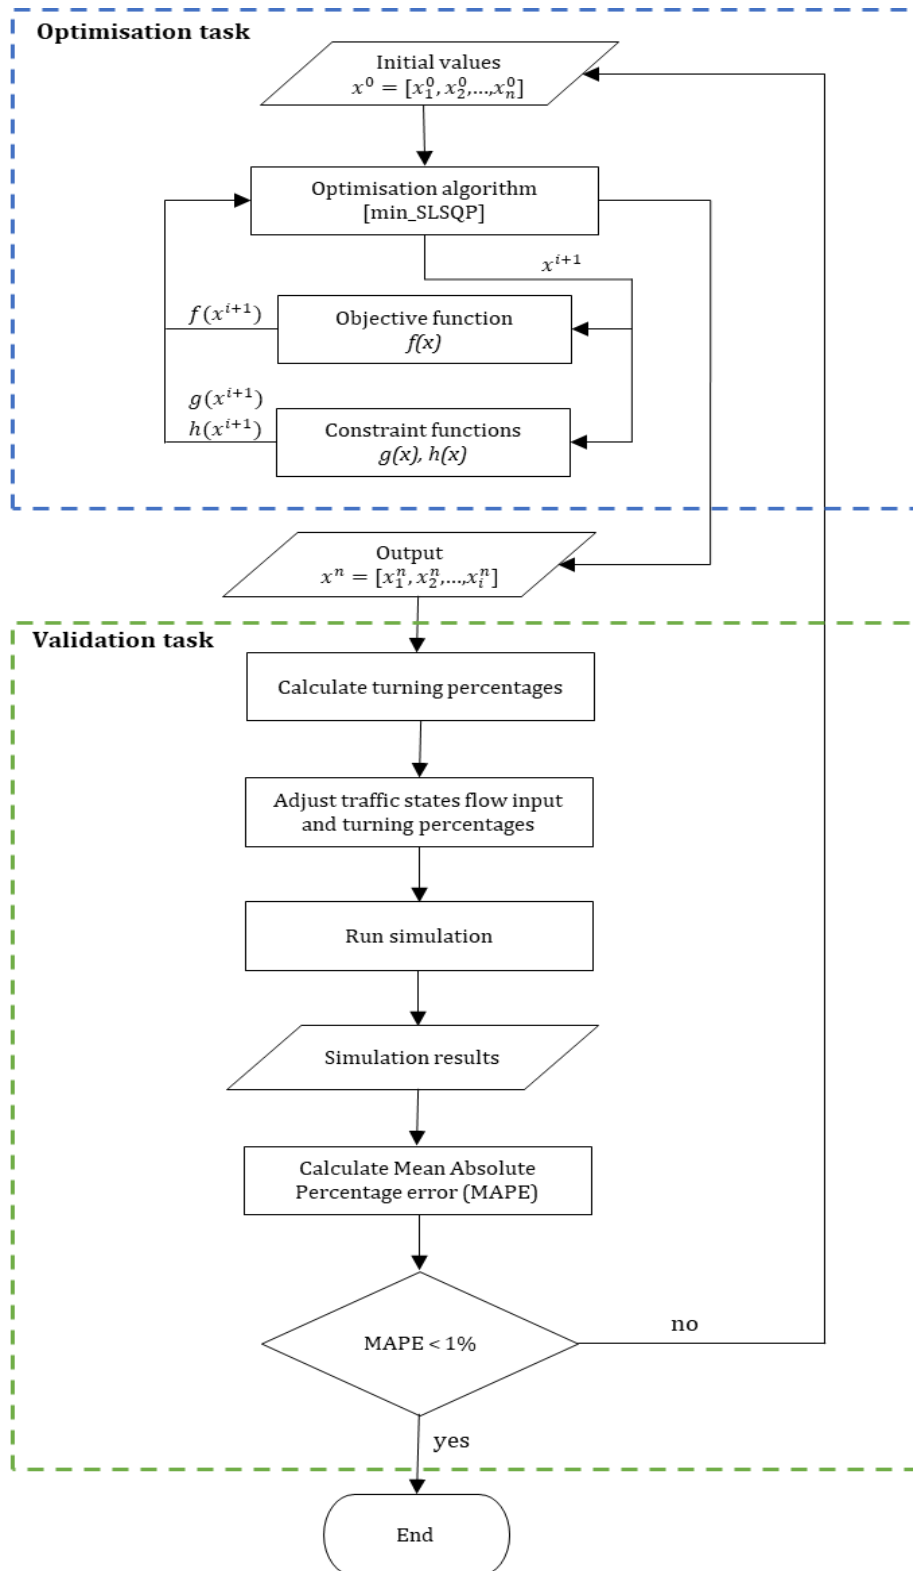 Optimisation task
Initial values
x⁰ = [x₁⁰, x₂⁰,...,xₙ⁰]
Optimisation algorithm
[min_SLSQP]
xⁱ⁺¹
f(xⁱ⁺¹)
Objective function
f(x)
g(xⁱ⁺¹)
h(xⁱ⁺¹)
Constraint functions
g(x), h(x)
Output
xⁿ = [x₁ⁿ, x₂ⁿ,...,xᵢⁿ]
Validation task
Calculate turning percentages
Adjust traffic states flow input
and turning percentages
Run simulation
Simulation results
Calculate Mean Absolute
Percentage error (MAPE)
MAPE < 1%
no
yes
End